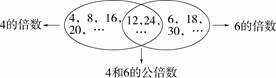 4的倍数
4，8，16，
20，…
12,24,
…
6，18，
30，…
6的倍数
4和6的公倍数